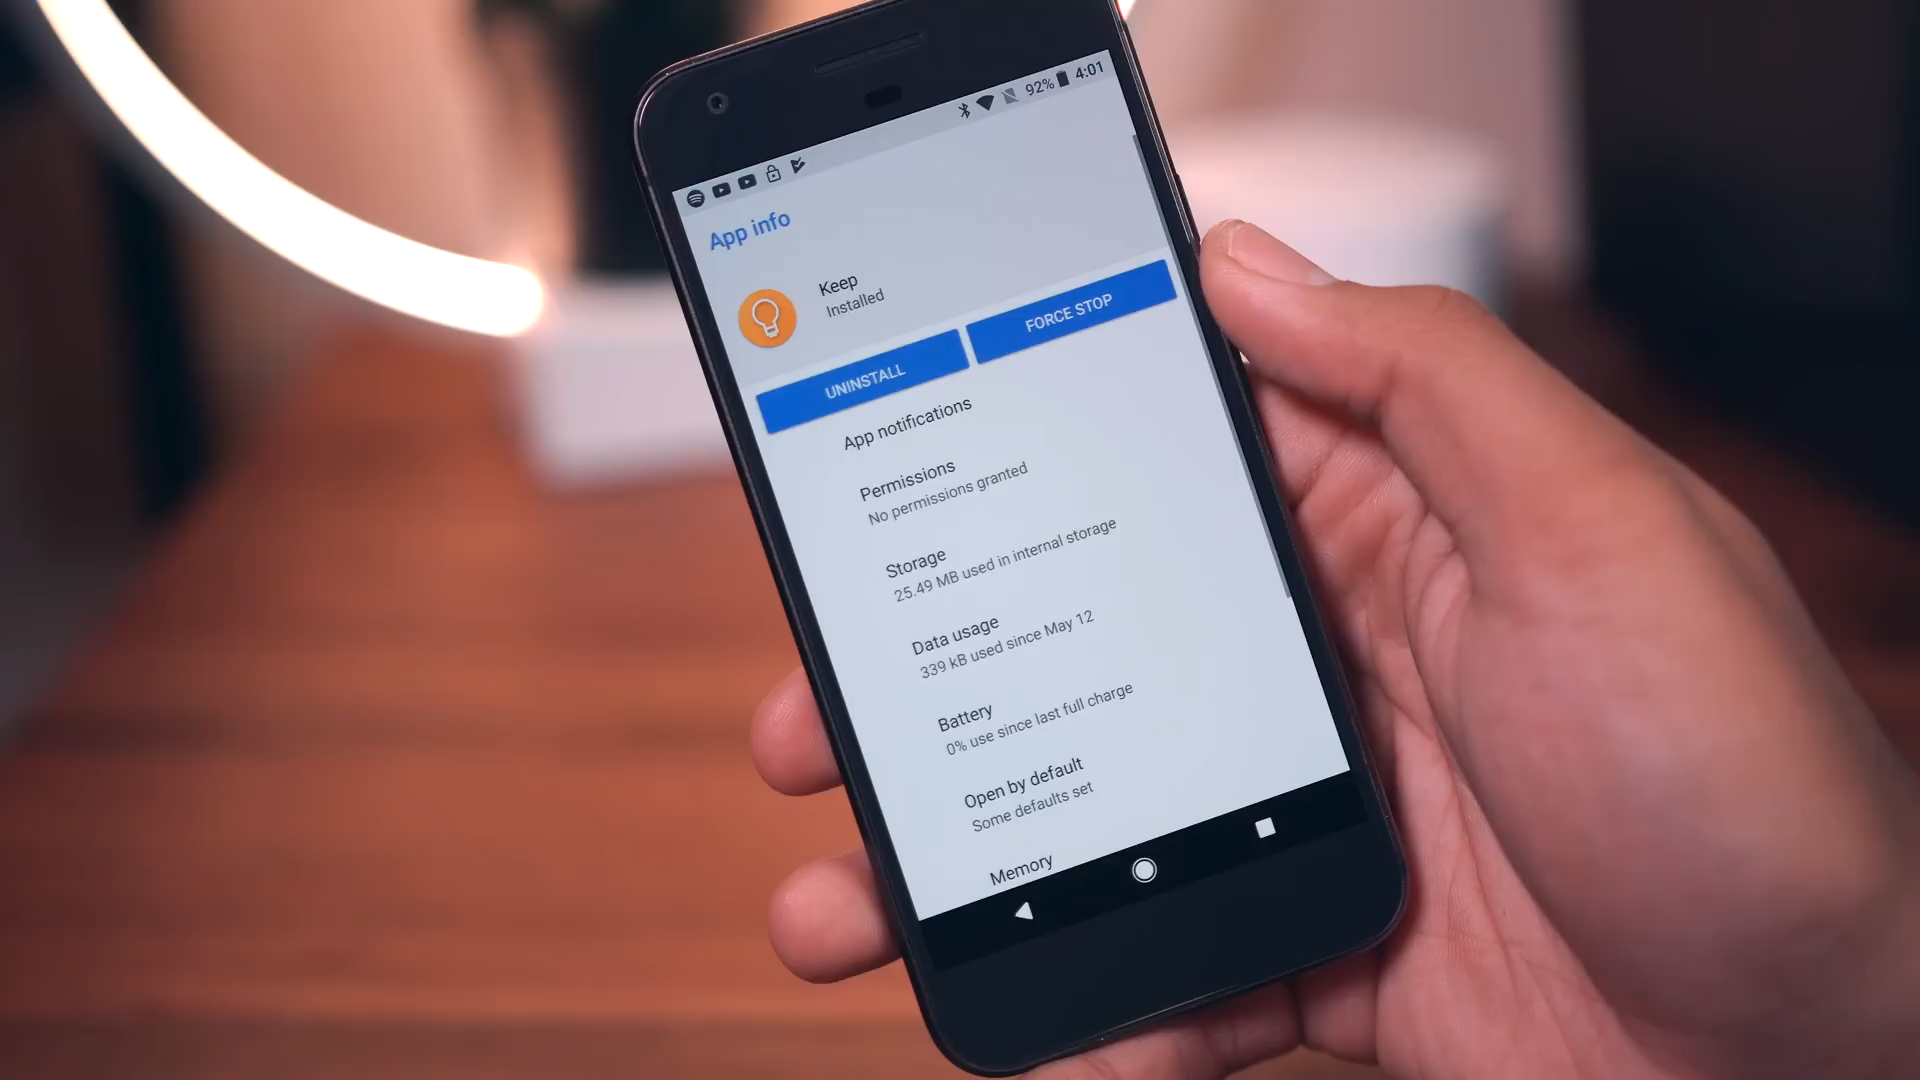 92% 4:01
App info
Keep
Installed
UNINSTALL
FORCE STOP
App notifications
Permissions
No permissions granted
Storage
25.49 MB used in internal storage
Data usage
339 kB used since May 12
Battery
0% use since last full charge
Open by default
Some defaults set
Memory